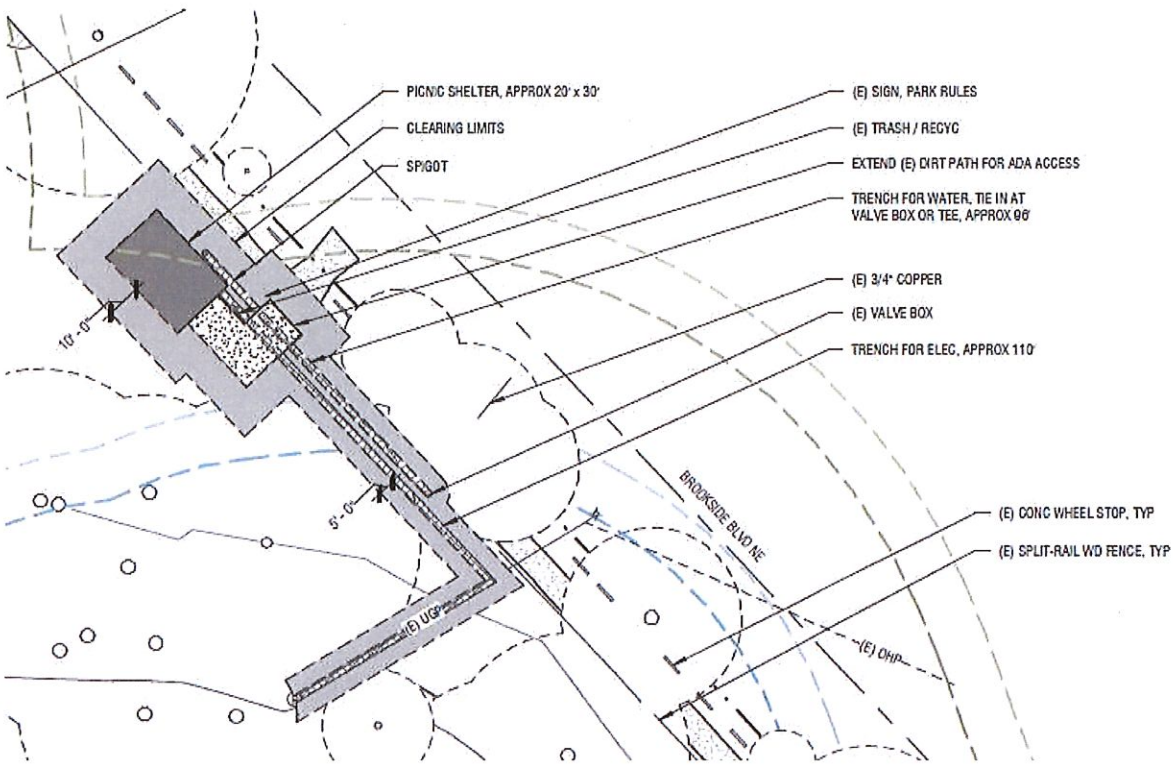 PICNIC SHELTER, APPROX 20' x 30'
CLEARING LIMITS
SPIGOT
(E) SIGN, PARK RULES
(E) TRASH / RECYC
EXTEND (E) DIRT PATH FOR ADA ACCESS
TRENCH FOR WATER, TIE IN AT
VALVE BOX OR TEE, APPROX 96'
(E) 3/4" COPPER
(E) VALVE BOX
TRENCH FOR ELEC, APPROX 110'
(E) CONC WHEEL STOP, TYP
(E) SPLIT-RAIL WD FENCE, TYP
10' - 0"
5' - 0"
BROOKSIDE BLVD NE
(E) UGP
(E) OHP